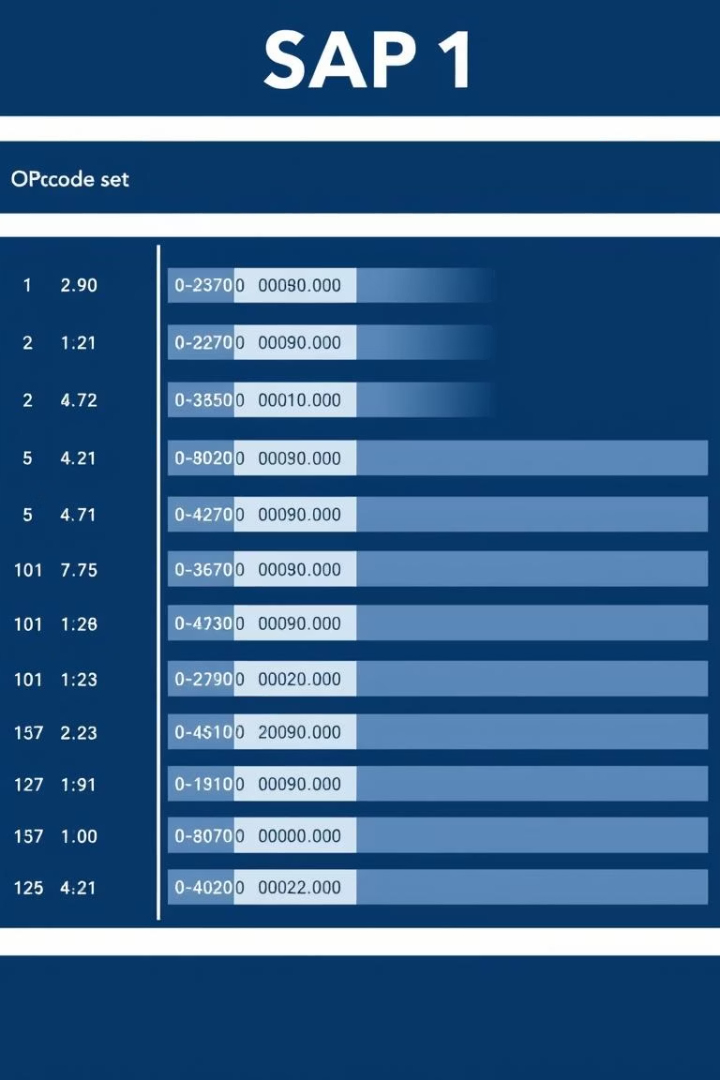 SAP 1
OPccode set
1 2.90 0-23700 00090.000
2 1:21 0-22700 00090.000
2 4.72 0-38500 00010.000
5 4.21 0-80200 00090.000
5 4.71 0-42700 00090.000
101 7.75 0-36700 00090.000
101 1:26 0-47300 00090.000
101 1:23 0-27900 00020.000
157 2.23 0-45100 20090.000
127 1:91 0-19100 00090.000
157 1.00 0-80700 00000.000
125 4:21 0-40200 00022.000